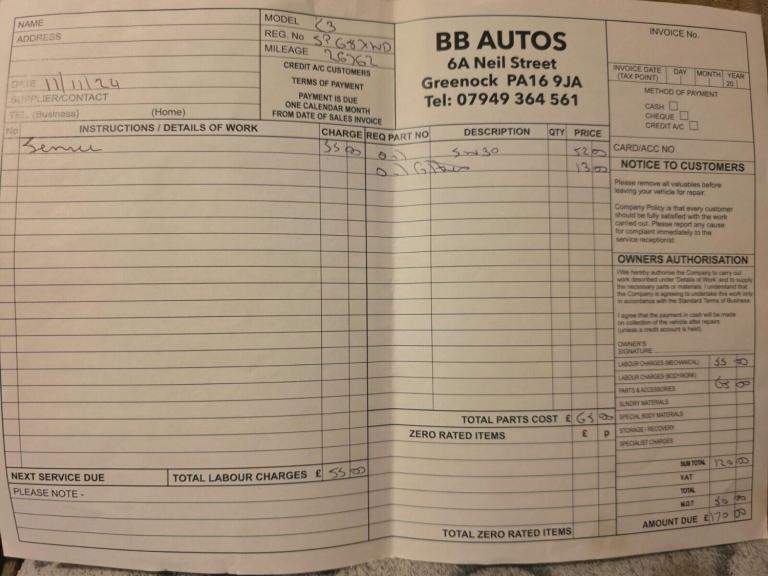 NAME
ADDRESS
DATE 11/11/24
SUPPLIER/CONTACT
TEL. (Business) (Home)
MODEL C3
REG. No SP68XWD
MILEAGE 26762
CREDIT A/C CUSTOMERS
TERMS OF PAYMENT
PAYMENT IS DUE
ONE CALENDAR MONTH
FROM DATE OF SALES INVOICE
BB AUTOS
6A Neil Street
Greenock PA16 9JA
Tel: 07949 364 561
INVOICE No.
INVOICE DATE (TAX POINT) DAY MONTH YEAR
20
METHOD OF PAYMENT
CASH
CHEQUE
CREDIT A/C
CARD/ACC NO
No INSTRUCTIONS / DETAILS OF WORK CHARGE REQ PART NO DESCRIPTION QTY PRICE
Service 55 00 Oil 5w30 52 00
Oil Filter 13 00
NOTICE TO CUSTOMERS
Please remove all valuables before
leaving your vehicle for repair.
Company Policy is that every customer
should be fully satisfied with the work
carried out. Please report any cause
for complaint immediately to the
service receptionist
OWNERS AUTHORISATION
I/We hereby authorise the Company to carry out
work described under 'Details of Work' and to supply
the necessary parts or materials. I understand that
the Company is agreeing to undertake this work only
in accordance with the Standard Terms of Business.
I agree that the payment in cash will be made
on collection of the vehicle after repairs
(unless a credit account is held).
OWNER'S
SIGNATURE
LABOUR CHARGES (MECHANICAL) 55 00
LABOUR CHARGES (BODYWORK)
PARTS & ACCESSORIES 65 00
SUNDRY MATERIALS
SPECIAL BODY MATERIALS
STORAGE / RECOVERY
SPECIALIST CHARGES
SUB TOTAL 120 00
VAT
TOTAL
M.O.T 50 00
AMOUNT DUE £170 00
TOTAL PARTS COST £ 65 00
ZERO RATED ITEMS £ P
TOTAL ZERO RATED ITEMS
NEXT SERVICE DUE TOTAL LABOUR CHARGES £ 55 00
PLEASE NOTE -